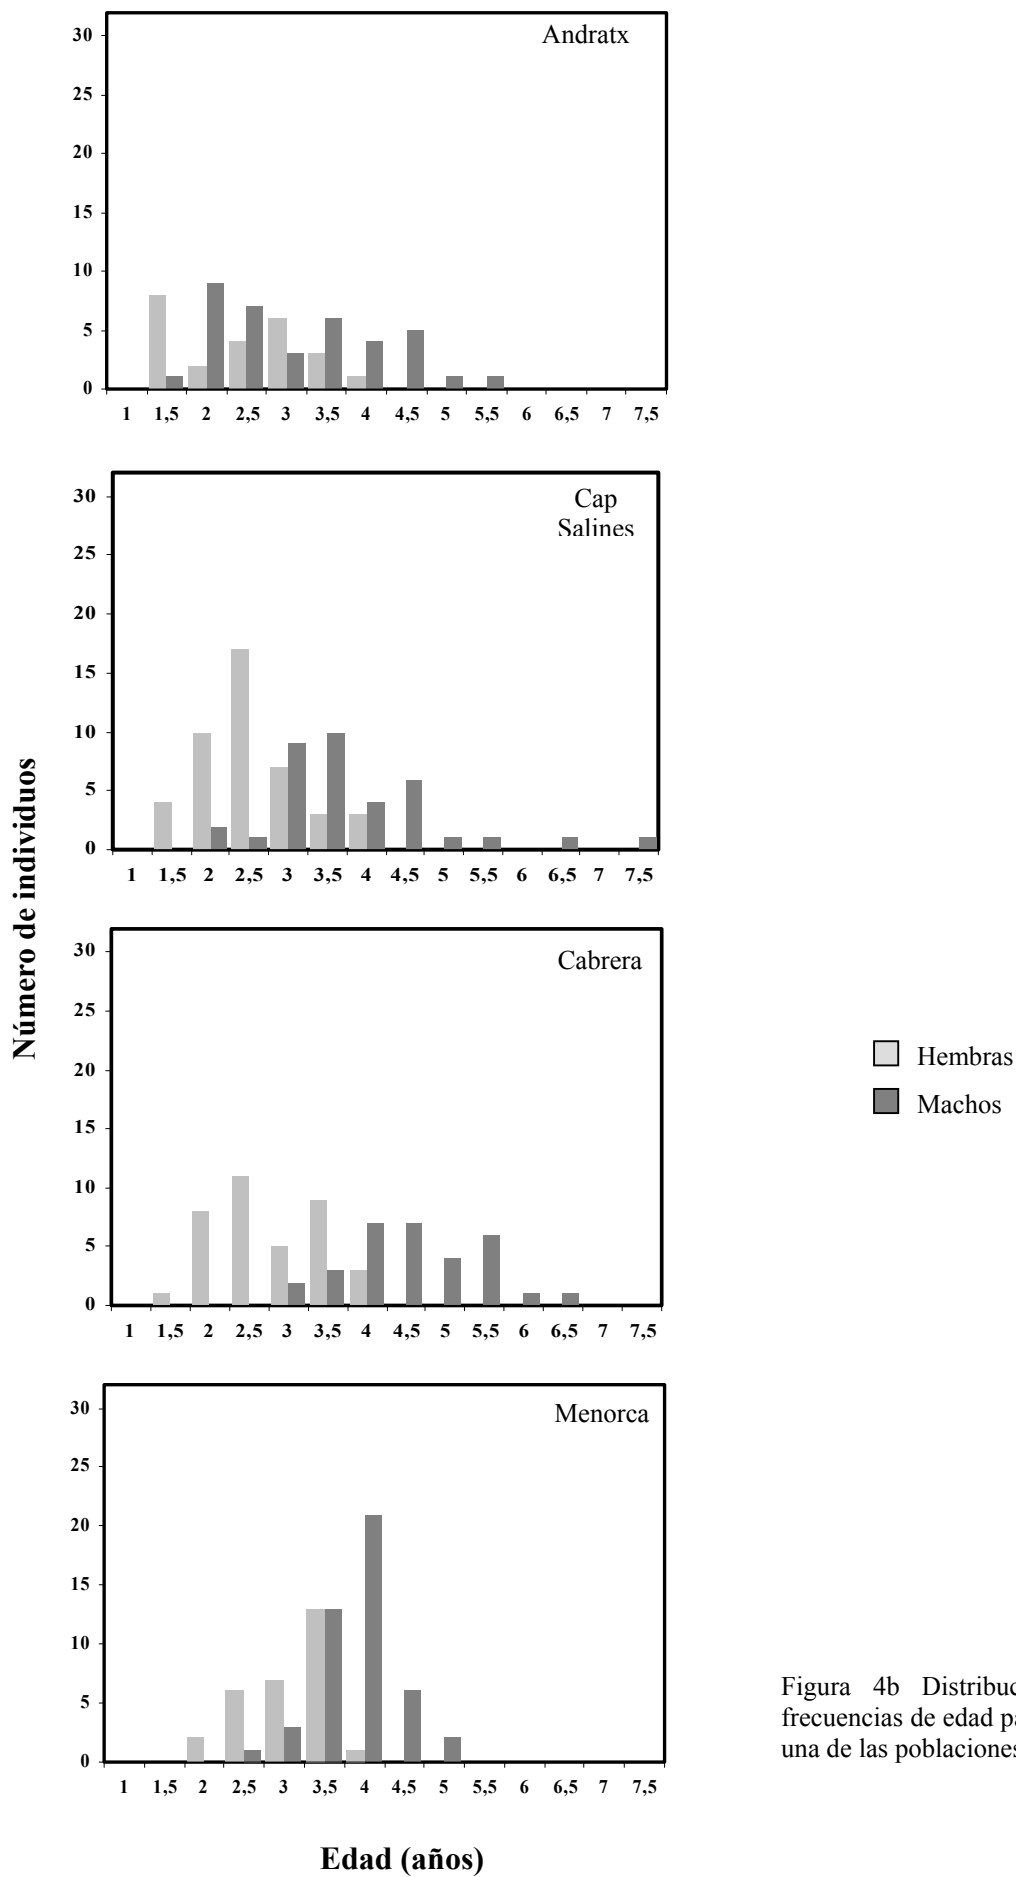 Andratx
30
25
20
15
10
5
0
1 1,5 2 2,5 3 3,5 4 4,5 5 5,5 6 6,5 7 7,5
Cap
Salines
30
25
20
15
10
5
0
1 1,5 2 2,5 3 3,5 4 4,5 5 5,5 6 6,5 7 7,5
Número de individuos
Cabrera
30
25
20
15
10
5
0
1 1,5 2 2,5 3 3,5 4 4,5 5 5,5 6 6,5 7 7,5
Hembras
Machos
Menorca
30
25
20
15
10
5
0
1 1,5 2 2,5 3 3,5 4 4,5 5 5,5 6 6,5 7 7,5
Edad (años)
Figura 4b Distribuc
frecuencias de edad pa
una de las poblaciones